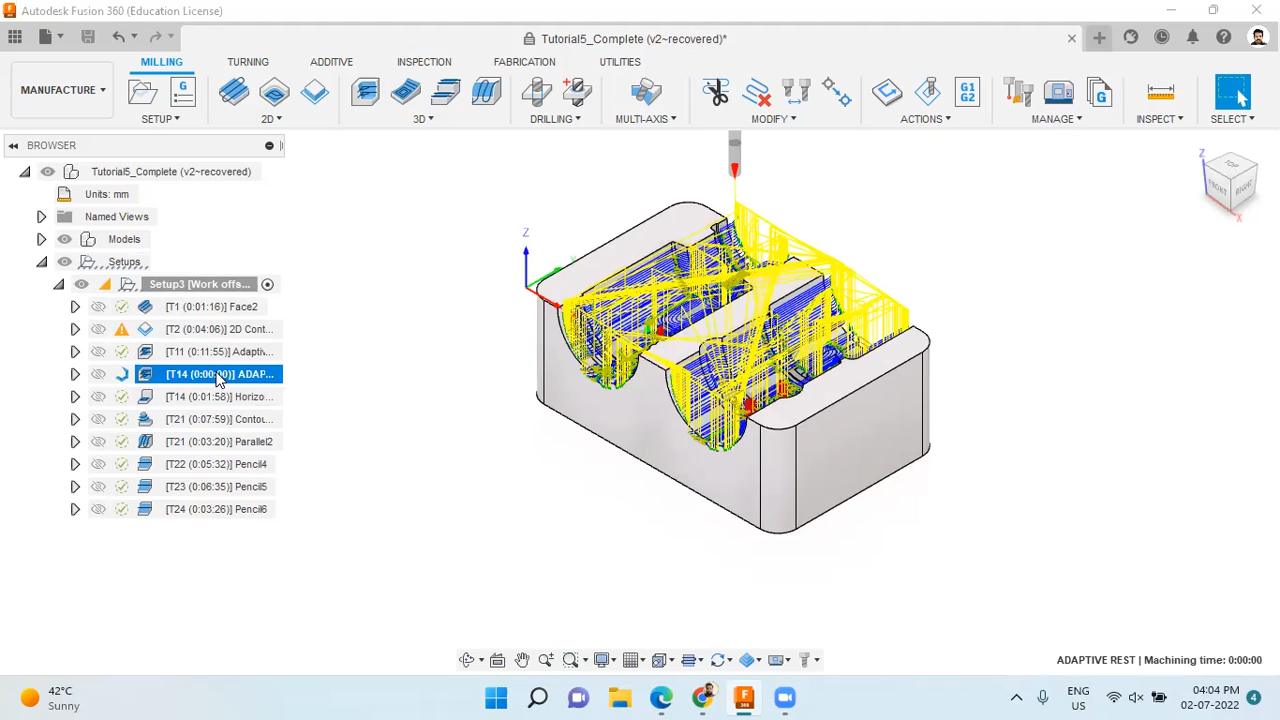 Autodesk Fusion 360 (Education License)
Tutorial5_Complete (v2~recovered)*
MILLING TURNING ADDITIVE INSPECTION FABRICATION UTILITIES
MANUFACTURE
G
G1
G2
G
SETUP 2D 3D DRILLING MULTI-AXIS MODIFY ACTIONS MANAGE INSPECT SELECT
BROWSER
Tutorial5_Complete (v2~recovered)
Units: mm
Named Views
Models
Setups
Setup3 [Work offs...
[T1 (0:01:16)] Face2
[T2 (0:04:06)] 2D Cont...
[T11 (0:11:55)] Adaptiv...
[T14 (0:00:00)] ADAP...
[T14 (0:01:58)] Horizo...
[T21 (0:07:59)] Contou...
[T21 (0:03:20)] Parallel2
[T22 (0:05:32)] Pencil4
[T23 (0:06:35)] Pencil5
[T24 (0:03:26)] Pencil6
Z
Z
TOP
FRONT
RIGHT
X
ADAPTIVE REST | Machining time: 0:00:00
42°C
Sunny
F
360
ENG
US
04:04 PM
02-07-2022
4